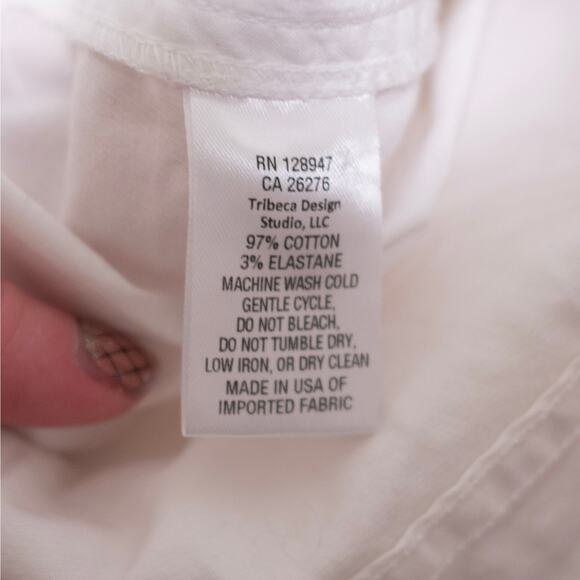 RN 128947
CA 26276
Tribeca Design
Studio, LLC
97% COTTON
3% ELASTANE
MACHINE WASH COLD
GENTLE CYCLE,
DO NOT BLEACH,
DO NOT TUMBLE DRY,
LOW IRON, OR DRY CLEAN
MADE IN USA OF
IMPORTED FABRIC